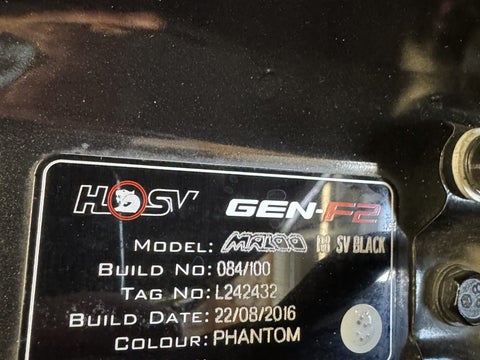 HSV GEN-F2
MODEL: MALOO R8 SV BLACK
BUILD NO: 084/100
TAG NO: L242432
BUILD DATE: 22/08/2016
COLOUR: PHANTOM